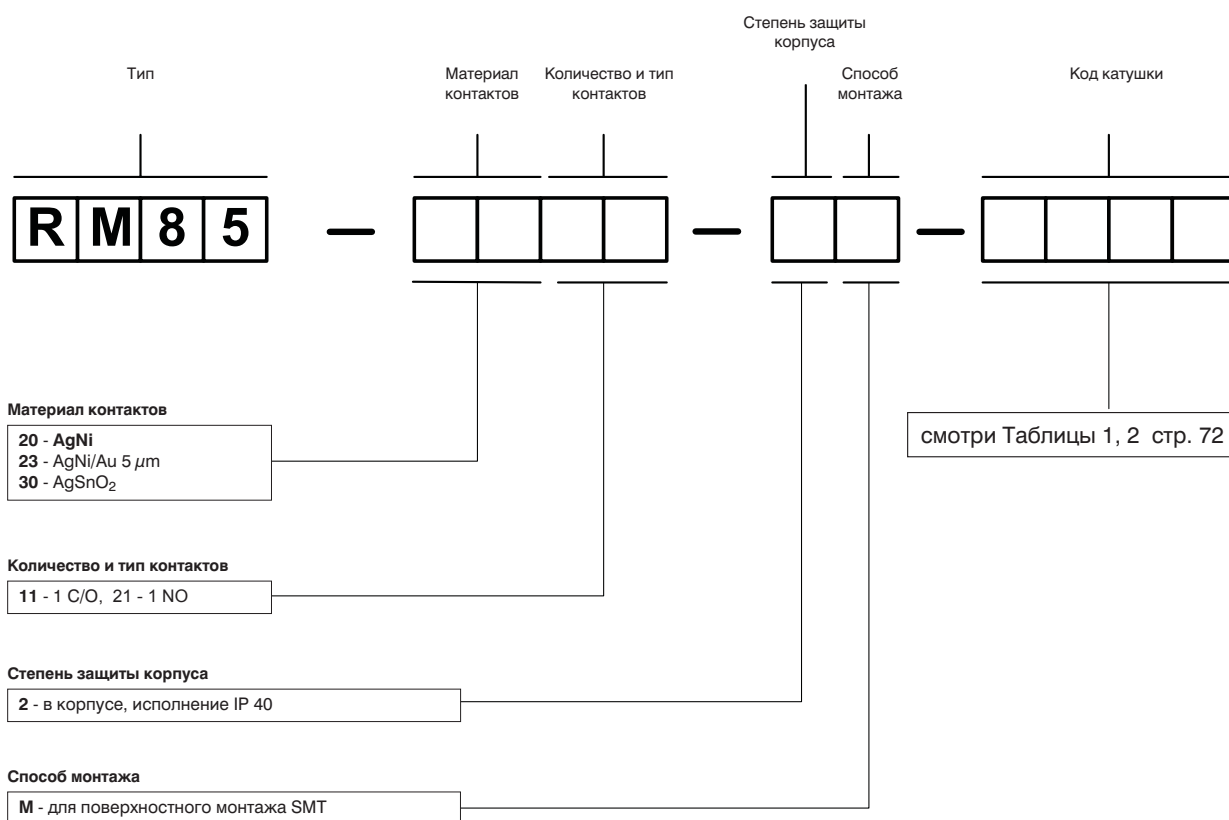 Степень защиты
корпуса
Тип
Материал
контактов
Количество и тип
контактов
Способ
монтажа
Код катушки
RM85 — — —
Материал контактов
20 - AgNi
23 - AgNi/Au 5 µm
30 - AgSnO₂
смотри Таблицы 1, 2 стр. 72
Количество и тип контактов
11 - 1 C/O, 21 - 1 NO
Степень защиты корпуса
2 - в корпусе, исполнение IP 40
Способ монтажа
М - для поверхностного монтажа SMT